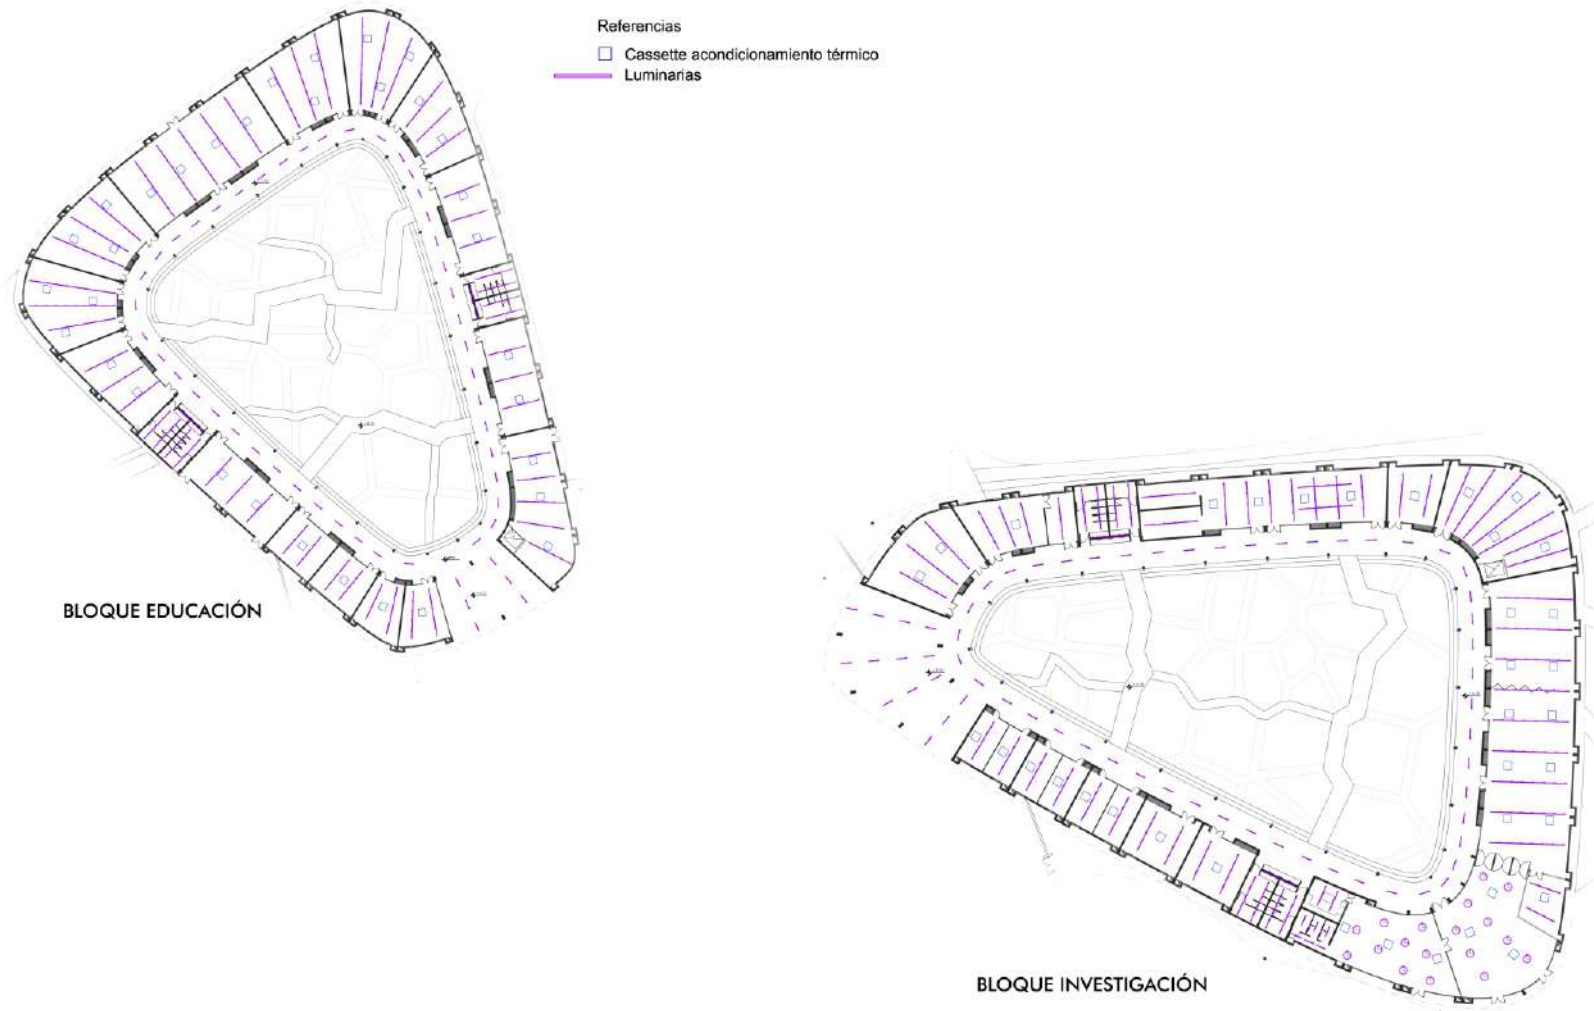 Referencias
Cassette acondicionamiento térmico
Luminarias
BLOQUE EDUCACIÓN
BLOQUE INVESTIGACIÓN